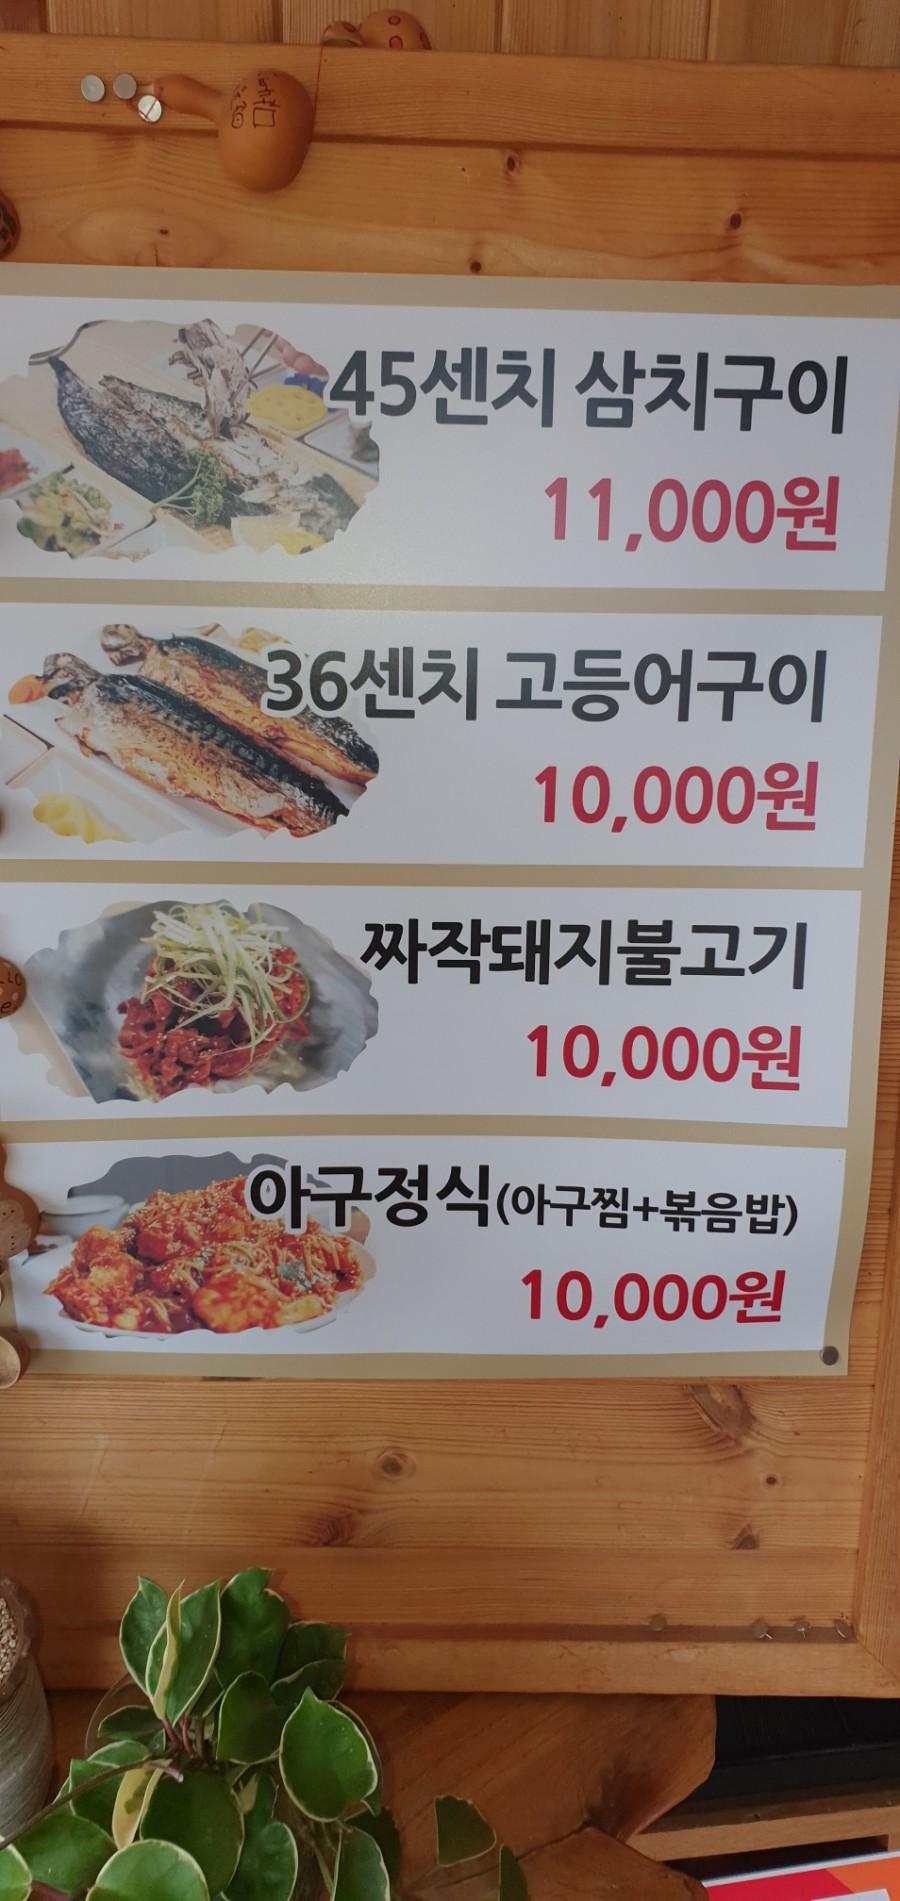 45센치 삼치구이
11,000원
36센치 고등어구이
10,000원
짜작돼지불고기
10,000원
아구정식(아구찜+볶음밥)
10,000원